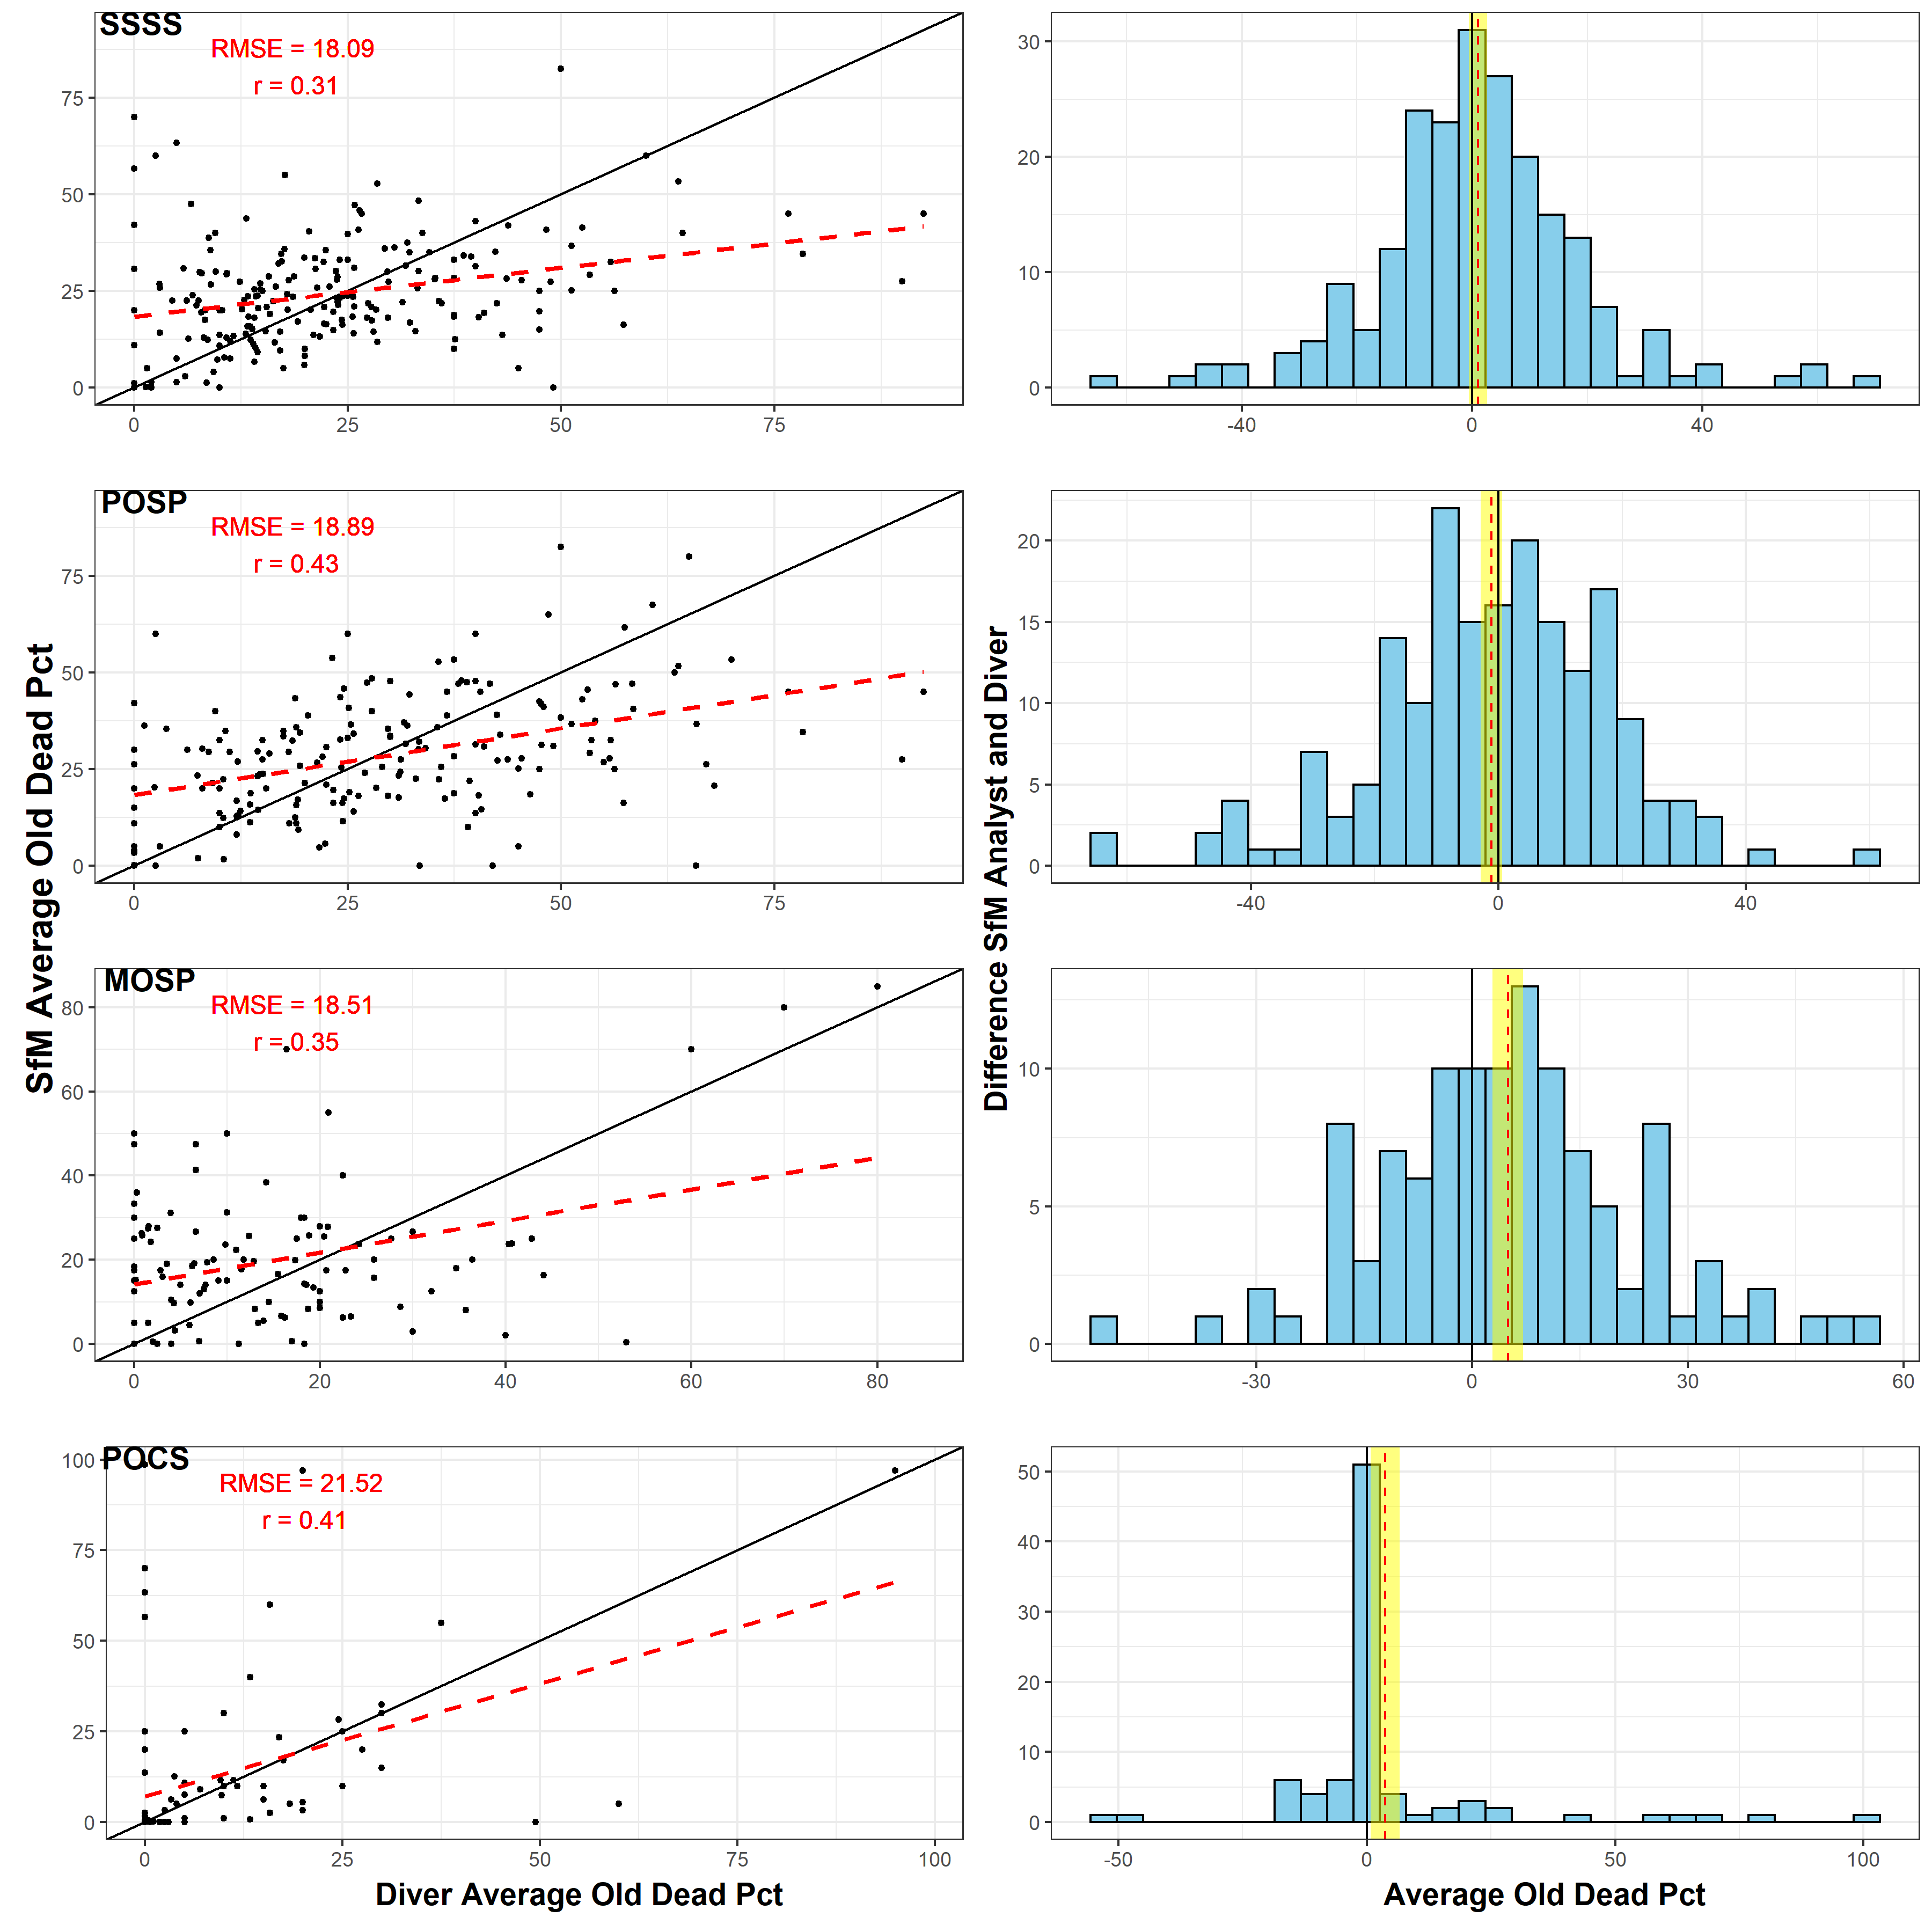 SSSS
RMSE = 18.09
r = 0.31
75
50
25
0
0 25 50 75
30
20
10
0
-40 0 40
POSP
RMSE = 18.89
r = 0.43
75
50
25
0
0 25 50 75
20
15
10
5
0
-40 0 40
MOSP
RMSE = 18.51
r = 0.35
80
60
40
20
0
0 20 40 60 80
10
5
0
-30 0 30 60
POCS
RMSE = 21.52
r = 0.41
100
75
50
25
0
0 25 50 75 100
50
40
30
20
10
0
-50 0 50 100
SfM Average Old Dead Pct
Difference SfM Analyst and Diver
Diver Average Old Dead Pct
Average Old Dead Pct